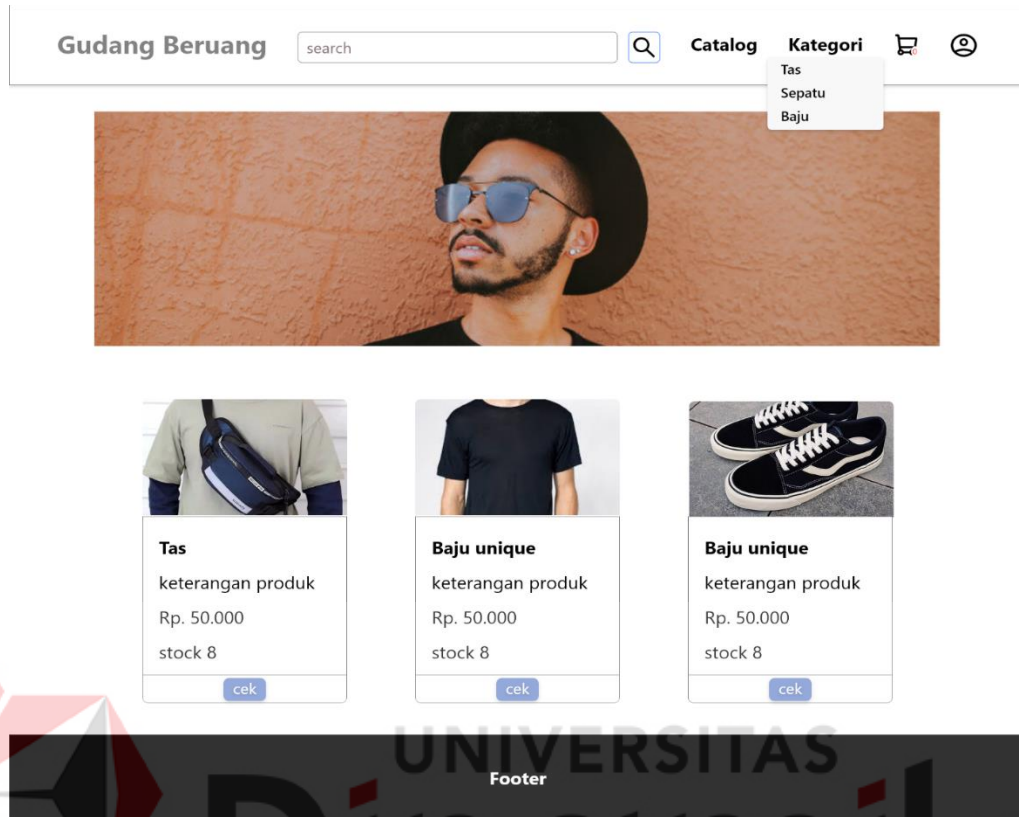 Gudang Beruang
search
Catalog
Kategori
0
Tas
Sepatu
Baju
Tas
keterangan produk
Rp. 50.000
stock 8
cek
Baju unique
keterangan produk
Rp. 50.000
stock 8
cek
Baju unique
keterangan produk
Rp. 50.000
stock 8
cek
UNIVERSITAS
Footer